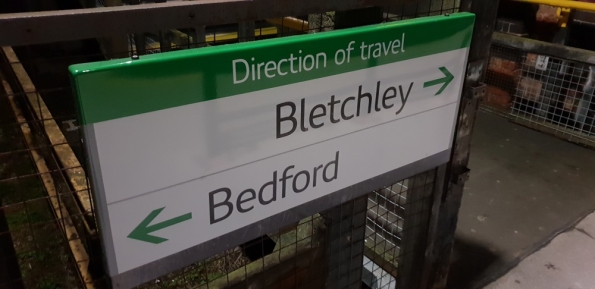 Direction of travel
Bletchley
Bedford